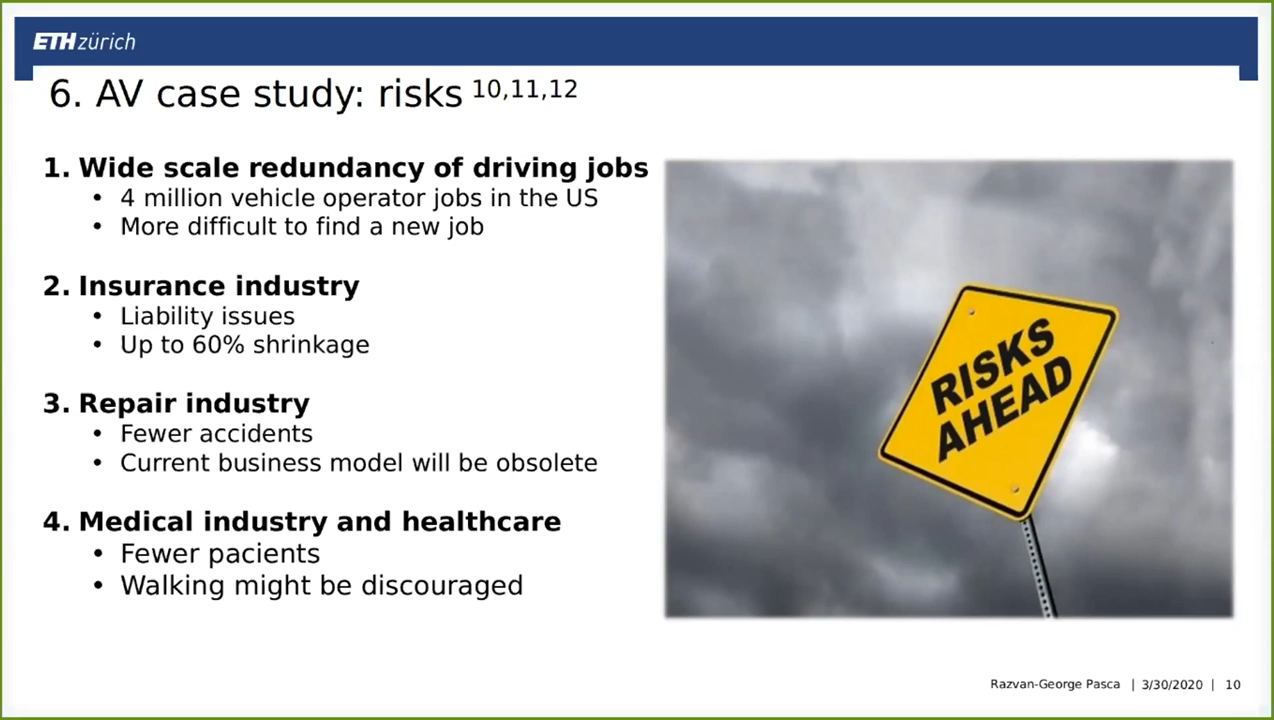 ETH zürich
6. AV case study: risks 10,11,12
1. Wide scale redundancy of driving jobs
• 4 million vehicle operator jobs in the US
• More difficult to find a new job
2. Insurance industry
• Liability issues
• Up to 60% shrinkage
3. Repair industry
• Fewer accidents
• Current business model will be obsolete
4. Medical industry and healthcare
• Fewer pacients
• Walking might be discouraged
RISKS
AHEAD
Razvan-George Pasca | 3/30/2020 | 10